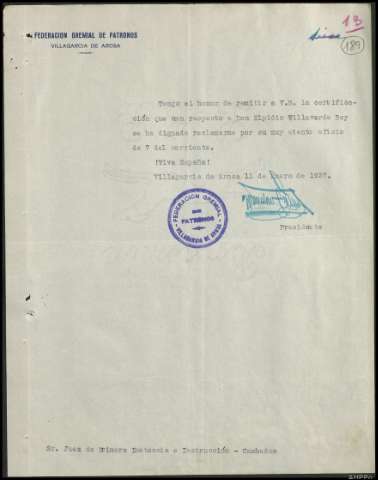 13
189
FEDERACION GREMIAL DE PATRONOS
VILLAGARCIA DE AROSA
Tengo el honor de remitir a V.S. la certifica-
ción que con respecto a Don Elpidio Villaverde Rey
se ha dignado reclamarme por su muy atento oficio
de 7 del corriente.
¡Viva España!
Villagarcia de Arosa 13 de Enero de 1937.
FEDERACION GREMIAL
DE
PATRONOS
VILLAGARCIA DE AROSA
Presidente
Sr. Juez de Primera Instancia e Instrucción - Cambados